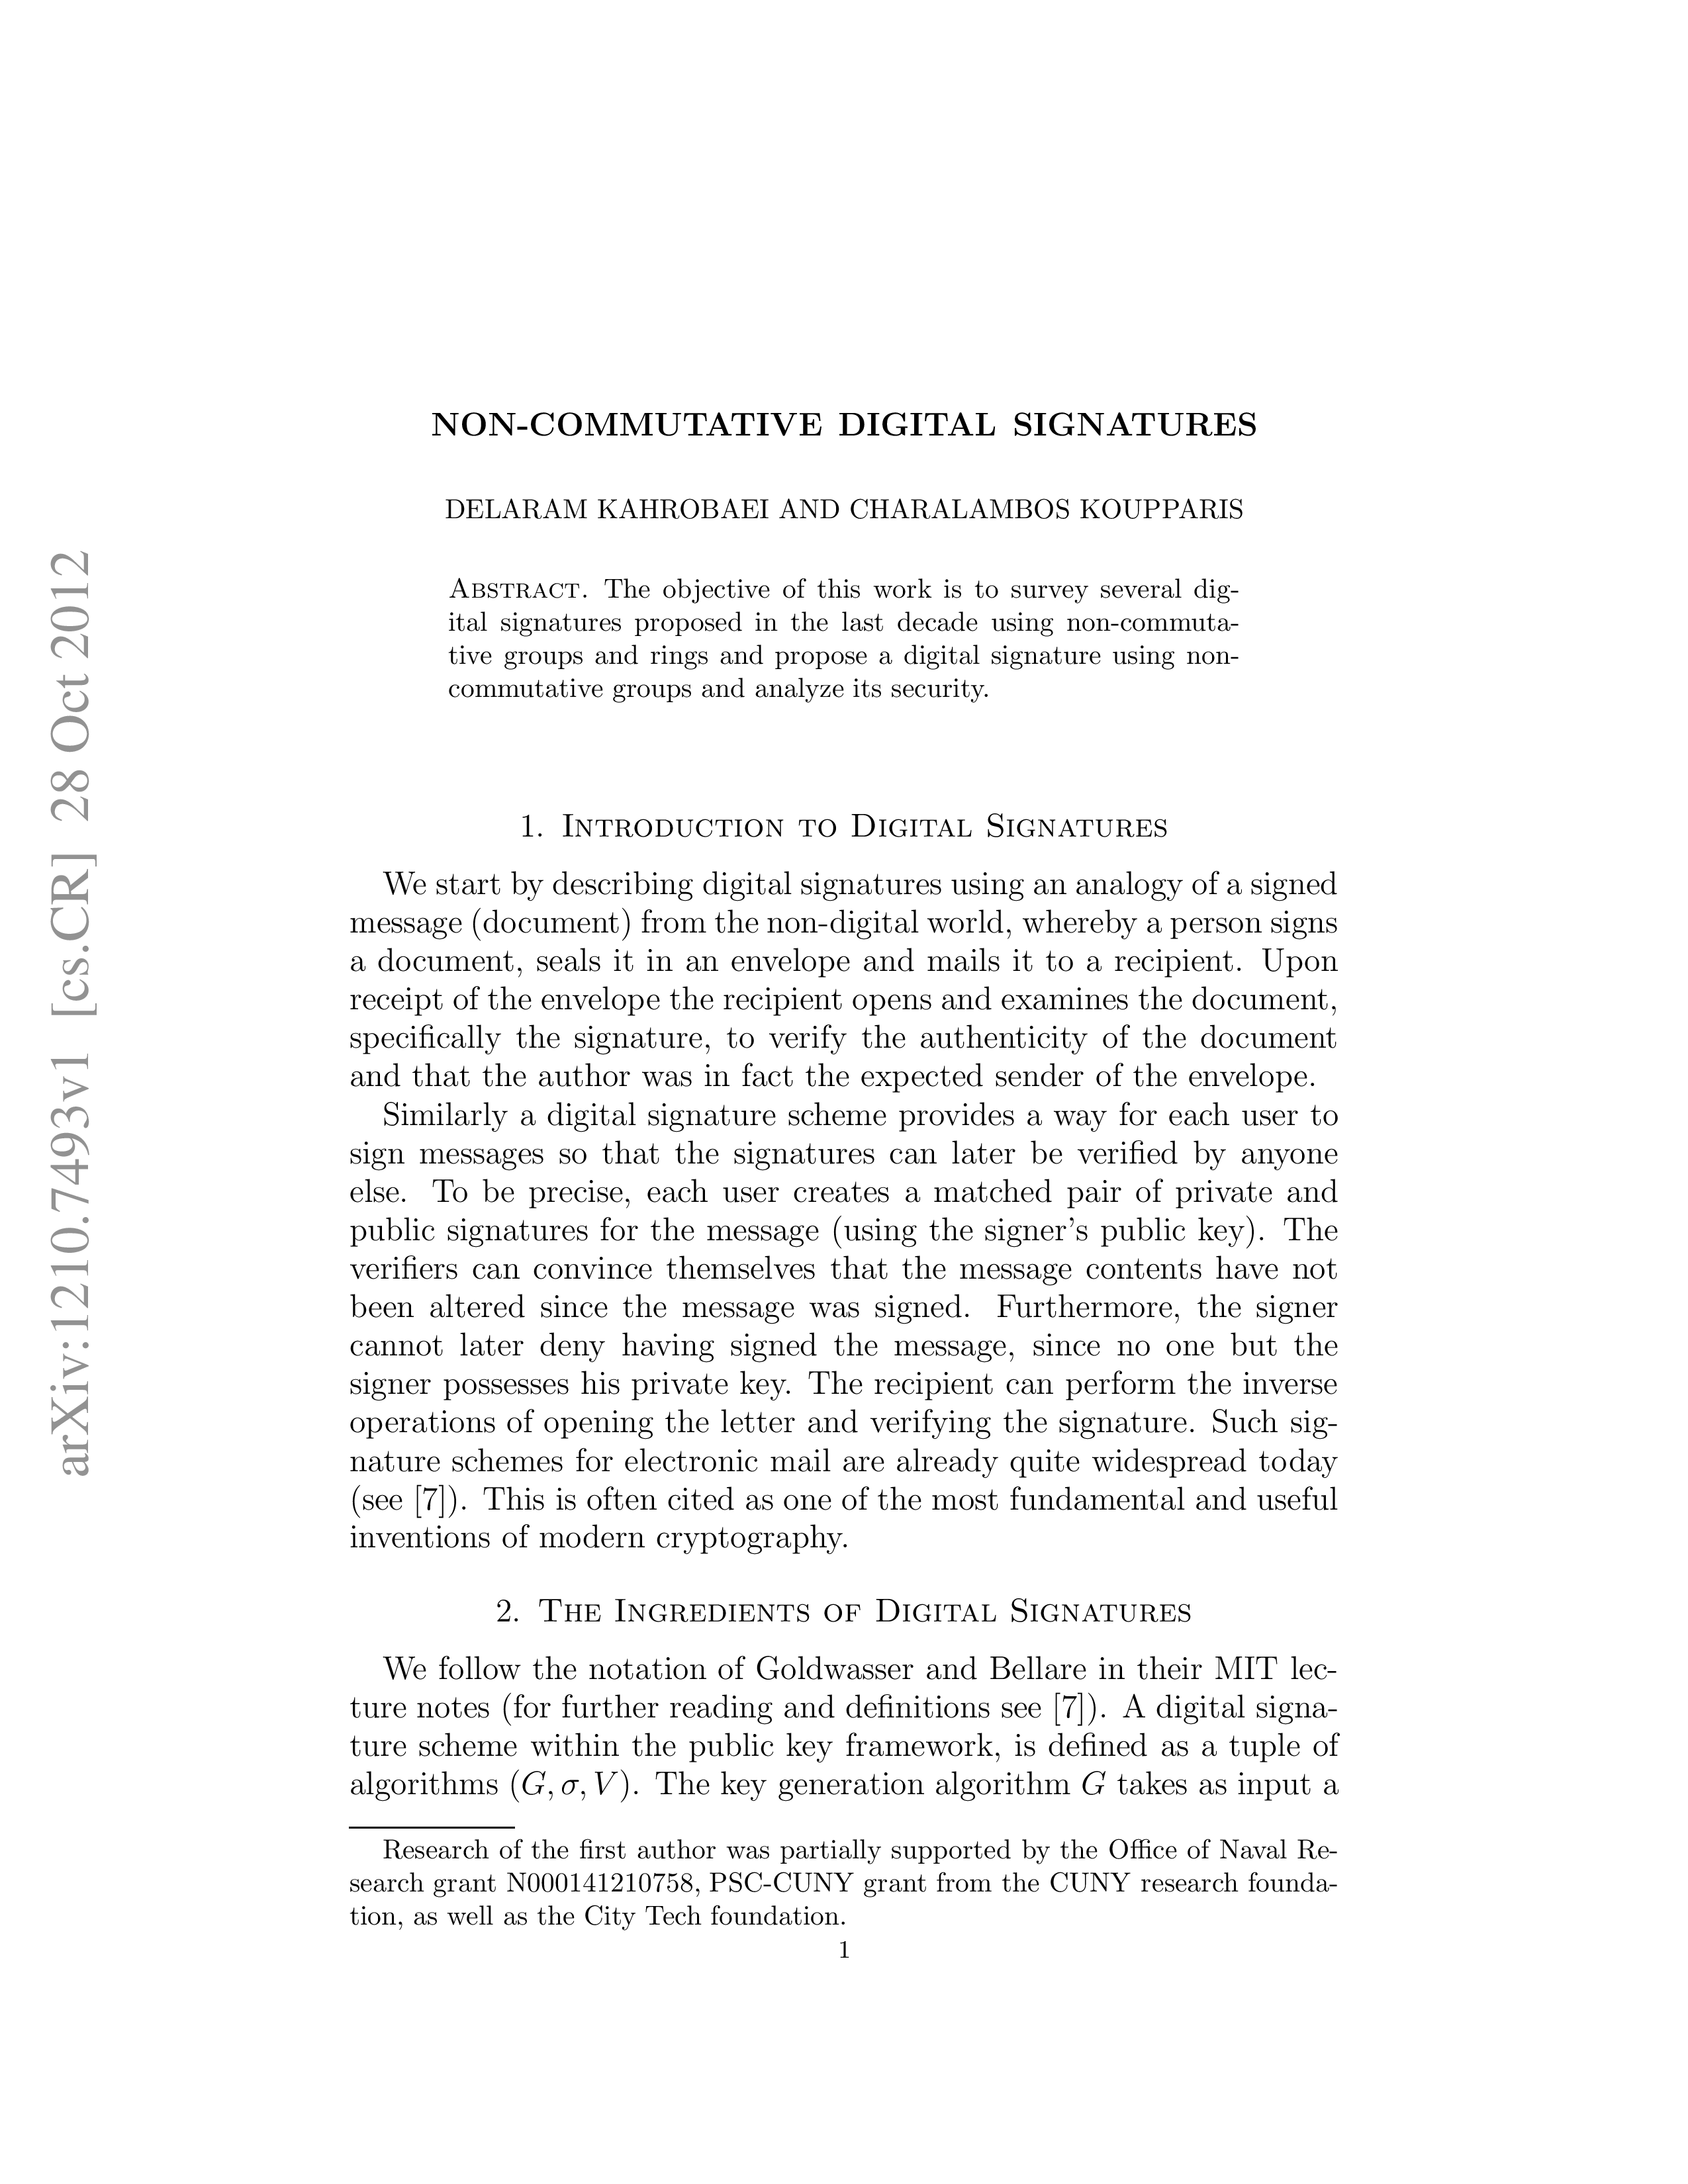 arXiv:1210.7493v1 [cs.CR] 28 Oct 2012
NON-COMMUTATIVE DIGITAL SIGNATURES
DELARAM KAHROBAEI AND CHARALAMBOS KOUPPARIS
Abstract. The objective of this work is to survey several dig-
ital signatures proposed in the last decade using non-commuta-
tive groups and rings and propose a digital signature using non-
commutative groups and analyze its security.
1. Introduction to Digital Signatures
We start by describing digital signatures using an analogy of a signed
message (document) from the non-digital world, whereby a person signs
a document, seals it in an envelope and mails it to a recipient. Upon
receipt of the envelope the recipient opens and examines the document,
specifically the signature, to verify the authenticity of the document
and that the author was in fact the expected sender of the envelope.
Similarly a digital signature scheme provides a way for each user to
sign messages so that the signatures can later be verified by anyone
else. To be precise, each user creates a matched pair of private and
public signatures for the message (using the signer's public key). The
verifiers can convince themselves that the message contents have not
been altered since the message was signed. Furthermore, the signer
cannot later deny having signed the message, since no one but the
signer possesses his private key. The recipient can perform the inverse
operations of opening the letter and verifying the signature. Such sig-
nature schemes for electronic mail are already quite widespread today
(see [7]). This is often cited as one of the most fundamental and useful
inventions of modern cryptography.
2. The Ingredients of Digital Signatures
We follow the notation of Goldwasser and Bellare in their MIT lec-
ture notes (for further reading and definitions see [7]). A digital signa-
ture scheme within the public key framework, is defined as a tuple of
algorithms (G, σ, V). The key generation algorithm G takes as input a
Research of the first author was partially supported by the Office of Naval Re-
search grant N000141210758, PSC-CUNY grant from the CUNY research founda-
tion, as well as the City Tech foundation.
1